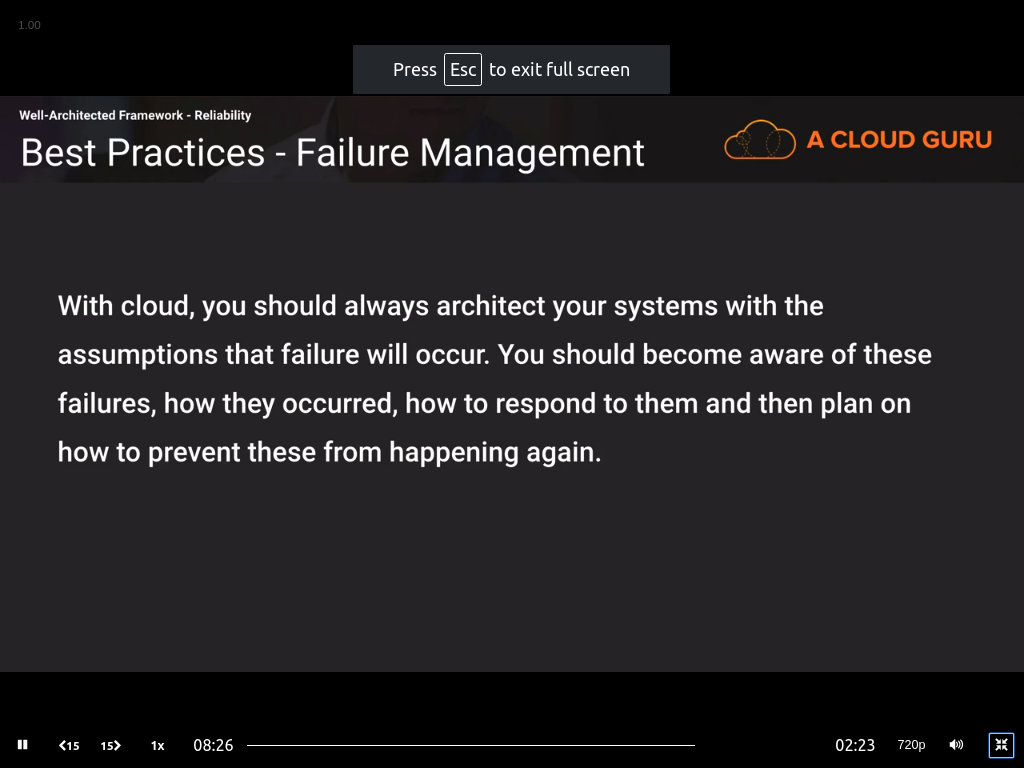 1.00
Press Esc to exit full screen
Well-Architected Framework - Reliability
Best Practices - Failure Management
A CLOUD GURU
With cloud, you should always architect your systems with the
assumptions that failure will occur. You should become aware of these
failures, how they occurred, how to respond to them and then plan on
how to prevent these from happening again.
15 15 1x 08:26 02:23 720p